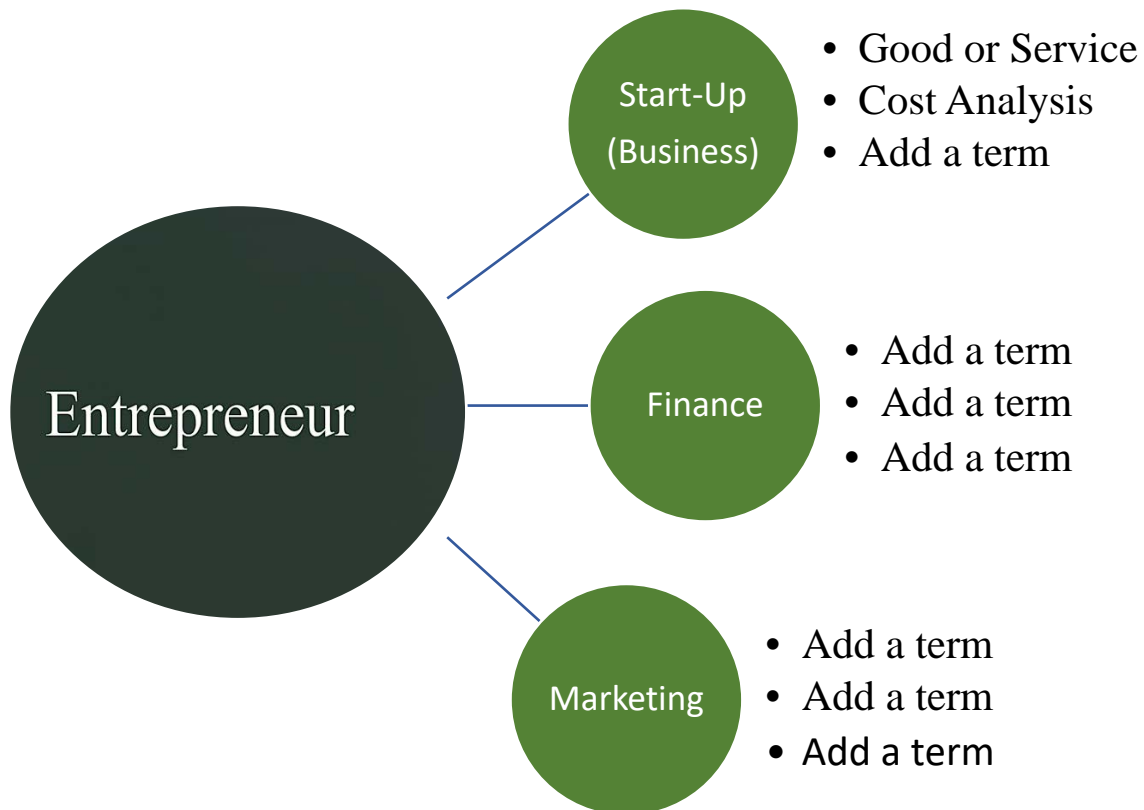 Entrepreneur
Start-Up
(Business)
• Good or Service
• Cost Analysis
• Add a term
Finance
• Add a term
• Add a term
• Add a term
Marketing
• Add a term
• Add a term
• Add a term